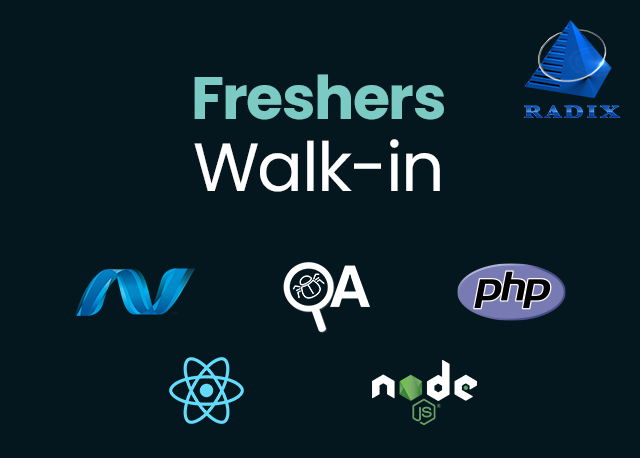 RADIX
Freshers
Walk-in
QA
php
node
JS